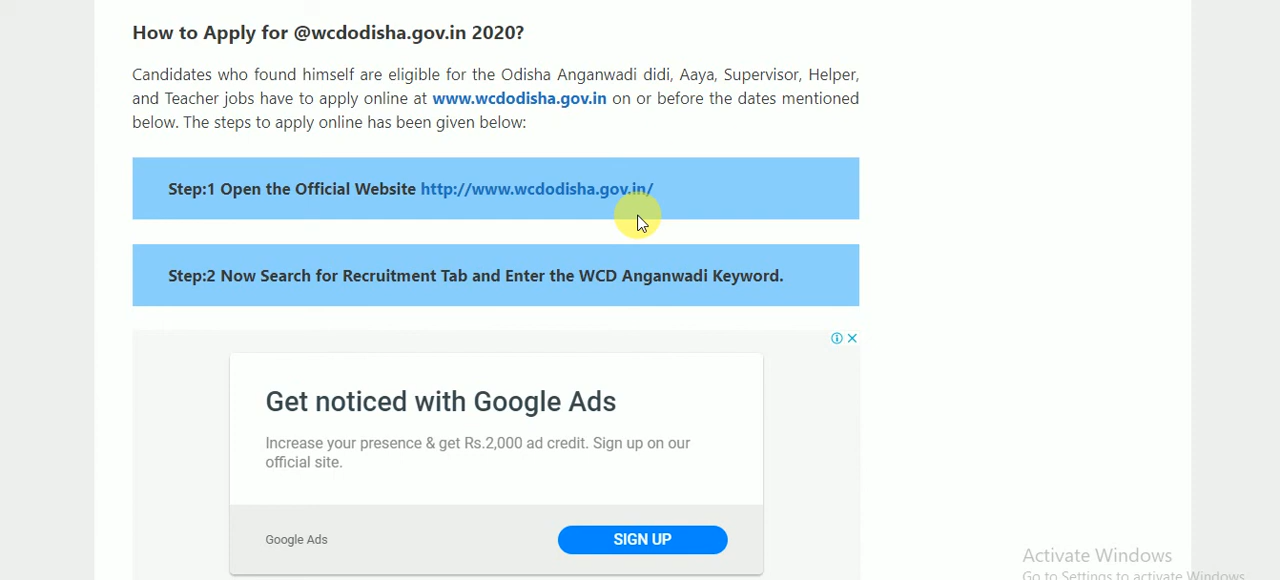 How to Apply for @wcdodisha.gov.in 2020?
Candidates who found himself are eligible for the Odisha Anganwadi didi, Aaya, Supervisor, Helper,
and Teacher jobs have to apply online at www.wcdodisha.gov.in on or before the dates mentioned
below. The steps to apply online has been given below:
Step:1 Open the Official Website http://www.wcdodisha.gov.in/
Step:2 Now Search for Recruitment Tab and Enter the WCD Anganwadi Keyword.
Get noticed with Google Ads
Increase your presence & get Rs.2,000 ad credit. Sign up on our
official site.
Google Ads
SIGN UP
Activate Windows
Go to Settings to activate Windows.